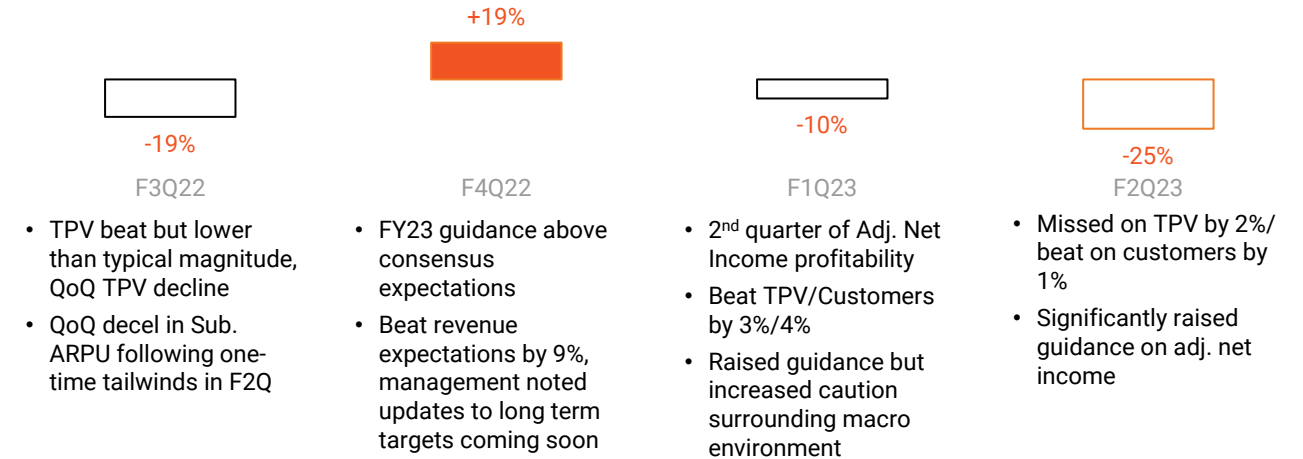 -19%
F3Q22
• TPV beat but lower
than typical magnitude,
QoQ TPV decline
• QoQ decel in Sub.
ARPU following one-
time tailwinds in F2Q
+19%
F4Q22
• FY23 guidance above
consensus
expectations
• Beat revenue
expectations by 9%,
management noted
updates to long term
targets coming soon
-10%
F1Q23
• 2nd quarter of Adj. Net
Income profitability
• Beat TPV/Customers
by 3%/4%
• Raised guidance but
increased caution
surrounding macro
environment
-25%
F2Q23
• Missed on TPV by 2%/
beat on customers by
1%
• Significantly raised
guidance on adj. net
income